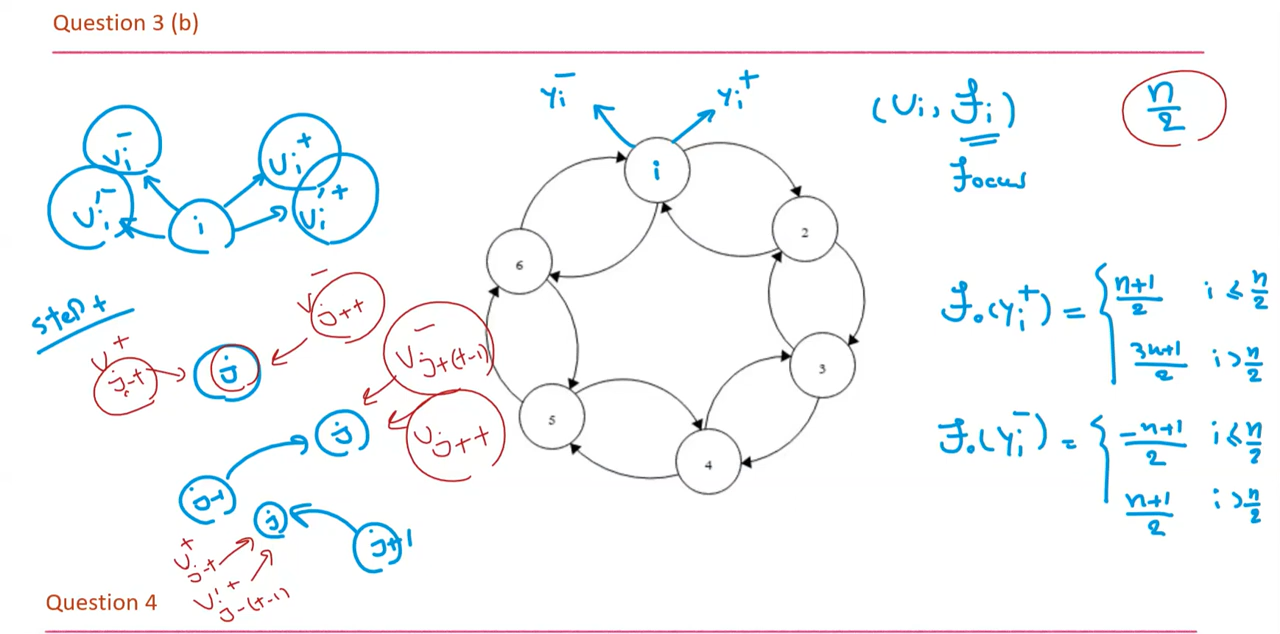 Question 3 (b)
y_i^-
y_i^+
(v_i, f_i)
focus
n/2
v_i^-
v_i^+
v_i'^-
v_i'^+
i
i
2
3
4
5
6
step t
v_{j+t}^-
v_{j-t}^+
j
v_{j+(t-1)}^-
v_{j+t}
j
j-1
j
j+1
v_{j-t}^+
v'_{j-(t-1)}^+
f_0(y_i^+) = { (n+1)/2 i ≤ n/2
(3n+1)/2 i > n/2
f_0(y_i^-) = { (-n+1)/2 i ≤ n/2
(n+1)/2 i > n/2
Question 4